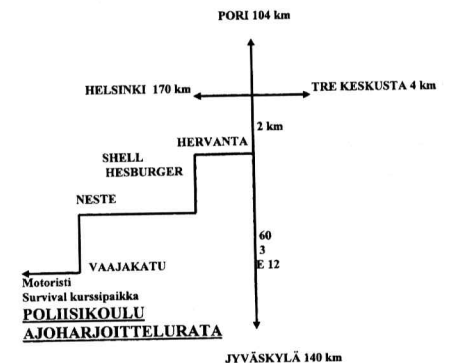 PORI 104 km
HELSINKI 170 km
TRE KESKUSTA 4 km
2 km
HERVANTA
SHELL
HESBURGER
NESTE
60
3
E 12
VAAJAKATU
Motoristi
Survival kurssipaikka
POLIISIKOULU
AJOHARJOITTELURATA
JYVÄSKYLÄ 140 km